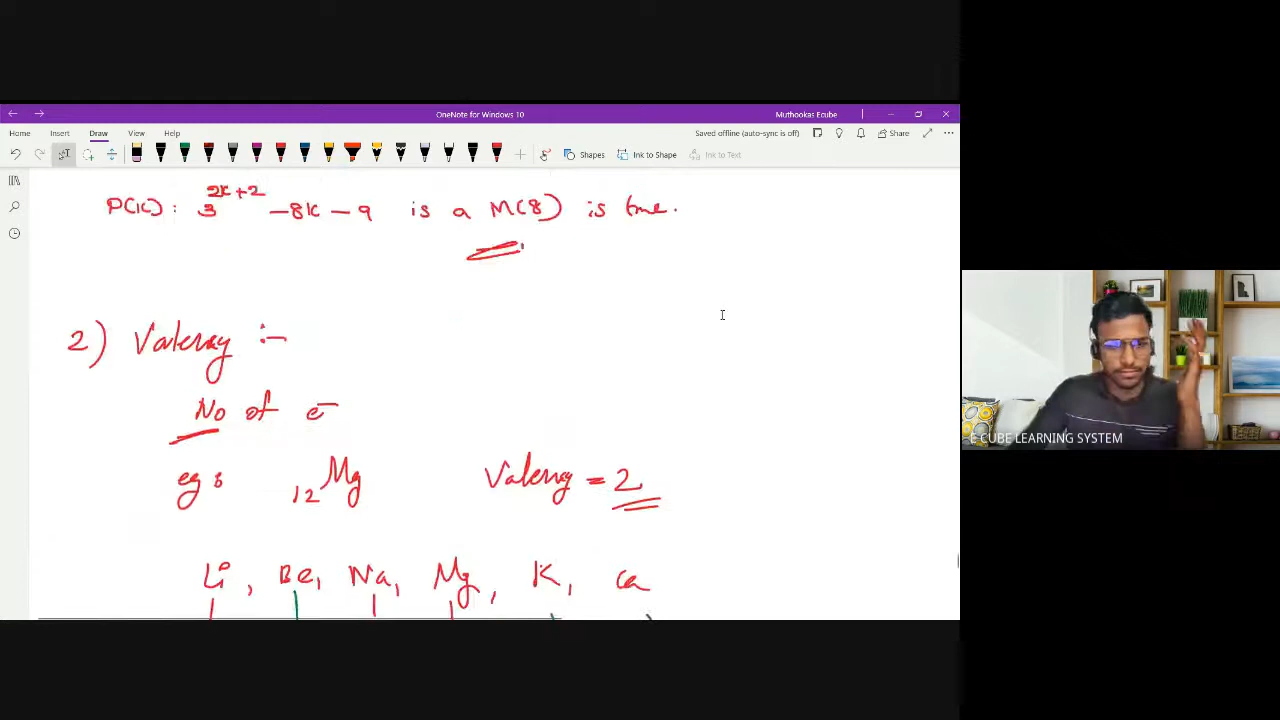 OneNote for Windows 10
Muthookas Ecube
Home Insert Draw View Help
Saved offline (auto-sync is off)
Share
Shapes
Ink to Shape
Ink to Text
P(K) : 3^{2K+2} - 8K - 9 is a M(8) is true.
2) Valency :-
No of e-
eg: 12Mg Valency = 2
Li, Be, Na, Mg, K, Ca
E CUBE LEARNING SYSTEM